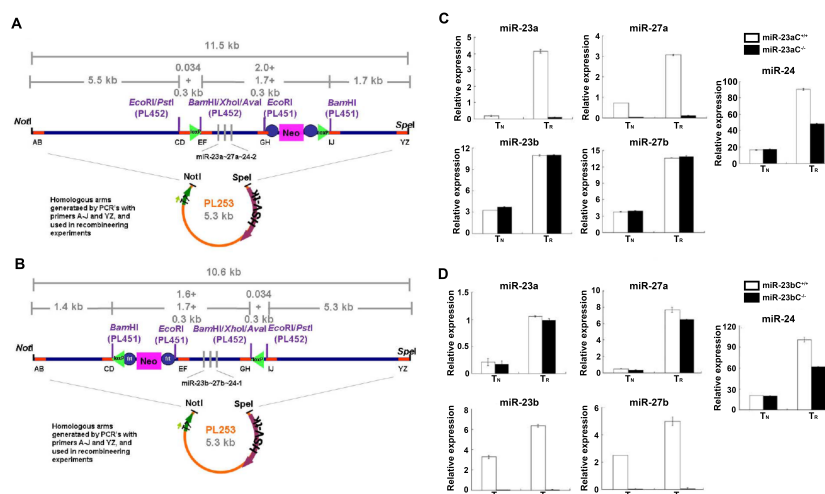 A
11.5 kb
5.5 kb
0.034
+
0.3 kb
2.0+
1.7+
0.3 kb
1.7 kb
EcoRI/PstI
(PL452)
BamHI/XhoI/AvaI
(PL452)
EcoRI
(PL451)
BamHI
(PL451)
NotI
SpeI
Neo
AB
CD
EF
GH
IJ
YZ
miR-23a~27a~24-2
NotI
SpeI
PL253
5.3 kb
HSV-tk
Homologous arms
generataed by PCR's with
primers A-J and YZ, and
used in recombineering
experiments
B
10.6 kb
1.4 kb
1.6+
1.7+
0.3 kb
0.034
+
0.3 kb
5.3 kb
BamHI
(PL451)
EcoRI
(PL451)
BamHI/XhoI/AvaI
(PL452)
EcoRI/PstI
(PL452)
NotI
SpeI
Neo
AB
CD
EF
GH
IJ
YZ
miR-23b~27b~24-1
NotI
SpeI
PL253
5.3 kb
HSV-tk
Homologous arms
generataed by PCR's with
primers A-J and YZ, and
used in recombineering
experiments
C
miR-23aC+/+
miR-23aC-/-
miR-23a
Relative expression
5
4
3
2
1
0
TN TR
miR-27a
Relative expression
4
3
2
1
0
TN TR
miR-24
Relative expression
100
80
60
40
20
0
TN TR
miR-23b
Relative expression
12
9
6
3
0
TN TR
miR-27b
Relative expression
15
12
9
6
3
0
TN TR
D
miR-23bC+/+
miR-23bC-/-
miR-23a
Relative expression
1.5
1
0.5
0
TN TR
miR-27a
Relative expression
10
8
6
4
2
0
TN TR
miR-24
Relative expression
120
90
60
30
0
TN TR
miR-23b
Relative expression
8
6
4
2
0
TN TR
miR-27b
Relative expression
6
4
2
0
TN TR